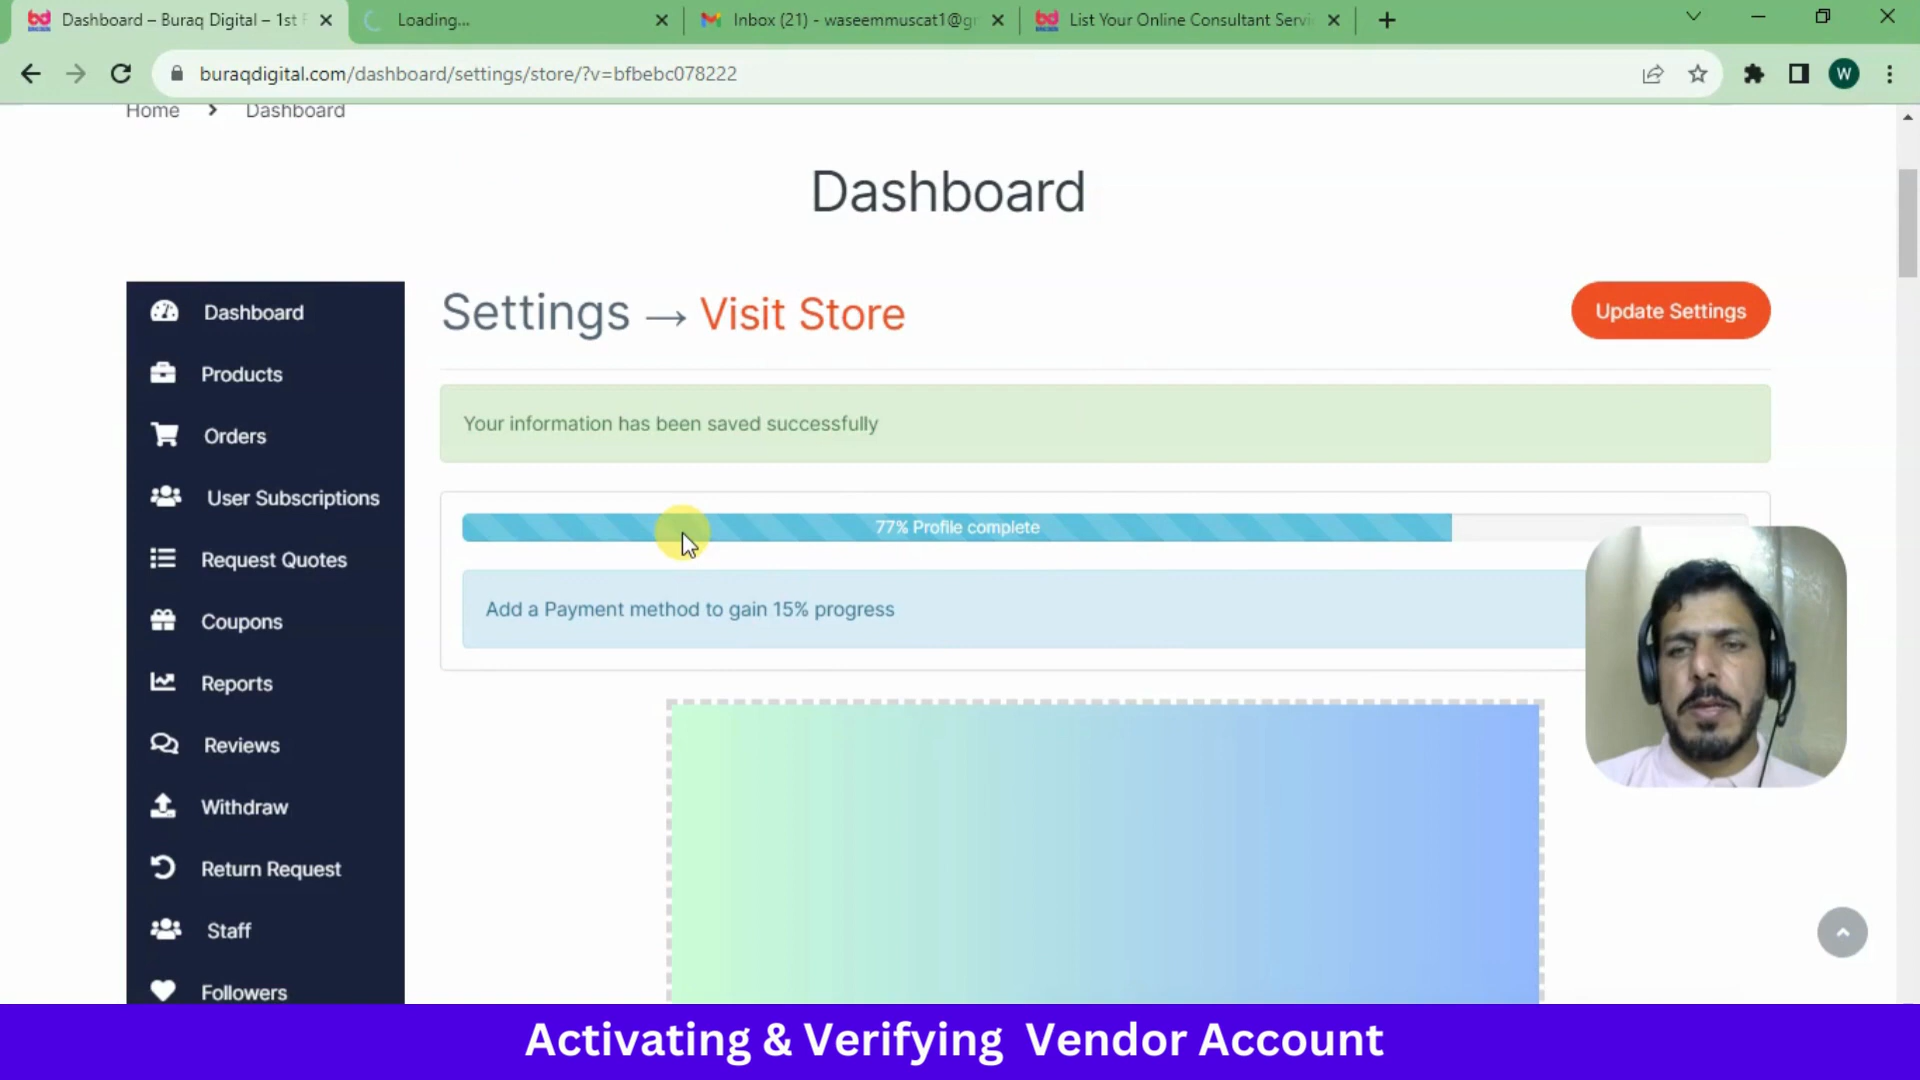 Dashboard – Buraq Digital – 1st F
Loading...
Inbox (21) - waseemmuscat1@gr
List Your Online Consultant Servi
buraqdigital.com/dashboard/settings/store/?v=bfbebc078222
W
Home > Dashboard
Dashboard
Dashboard
Products
Orders
User Subscriptions
Request Quotes
Coupons
Reports
Reviews
Withdraw
Return Request
Staff
Followers
Settings → Visit Store
Update Settings
Your information has been saved successfully
77% Profile complete
Add a Payment method to gain 15% progress
Activating & Verifying Vendor Account